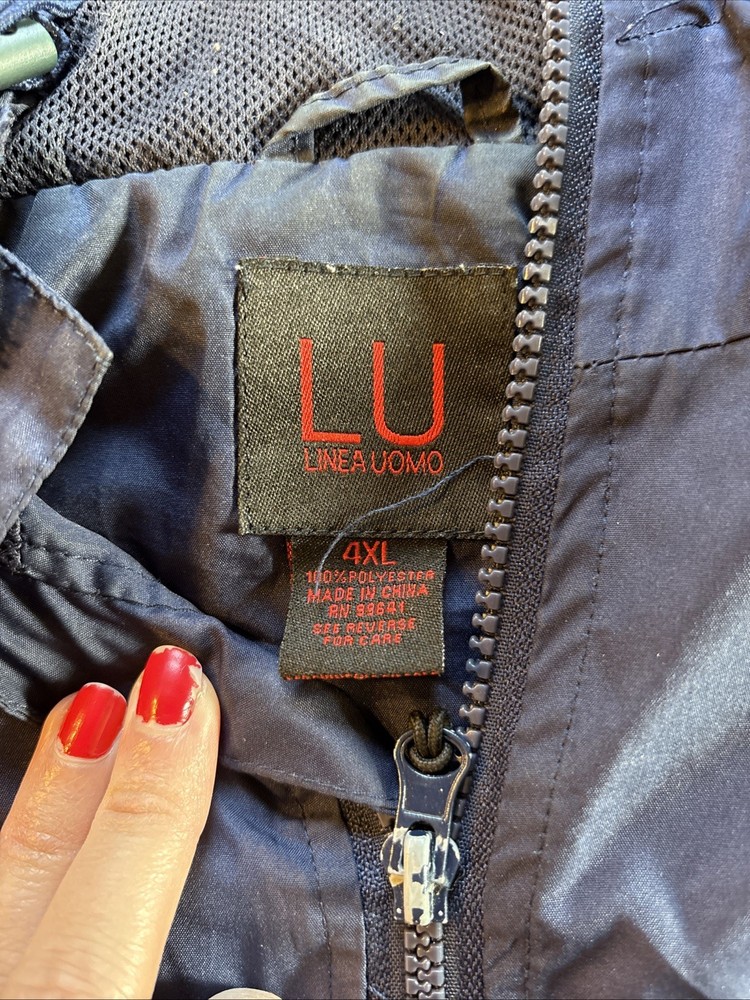 LU
LINEA UOMO
4XL
100% POLYESTER
MADE IN CHINA
RN 99641
SEE REVERSE
FOR CARE